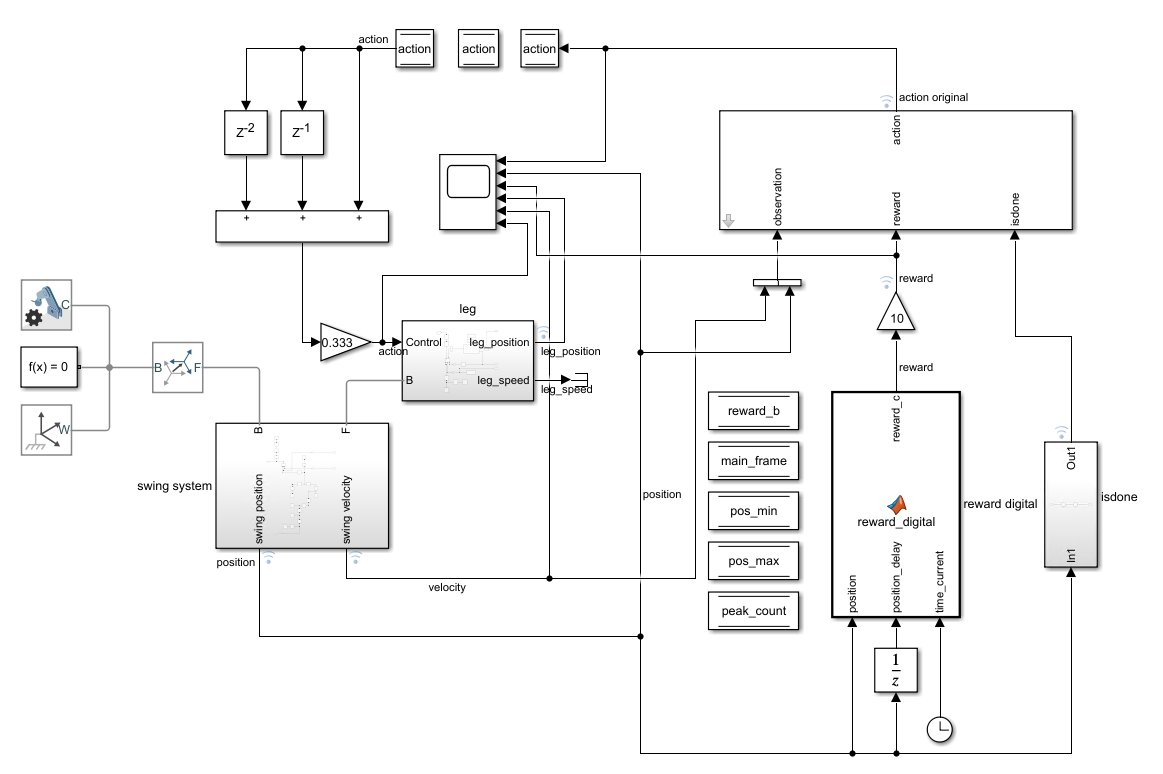 action
action
action
action
action original
Z-2
Z-1
action
observation
reward
isdone
+
+
+
reward
10
leg
C
0.333
action
Control
leg_position
leg_position
B
leg_speed
leg_speed
f(x) = 0
B
F
W
reward
reward_b
main_frame
pos_min
pos_max
peak_count
reward_c
reward_digital
position
position_delay
time_current
reward digital
Out1
In1
isdone
B
F
swing system
swing position
swing velocity
position
velocity
position
1
z